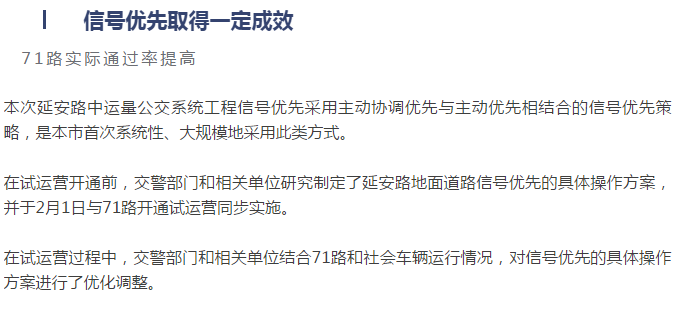 信号优先取得一定成效
71路实际通过率提高
本次延安路中运量公交系统工程信号优先采用主动协调优先与主动优先相结合的信号优先策
略，是本市首次系统性、大规模地采用此类方式。
在试运营开通前，交警部门和相关单位研究制定了延安路地面道路信号优先的具体操作方案，
并于2月1日与71路开通试运营同步实施。
在试运营过程中，交警部门和相关单位结合71路和社会车辆运行情况，对信号优先的具体操作
方案进行了优化调整。